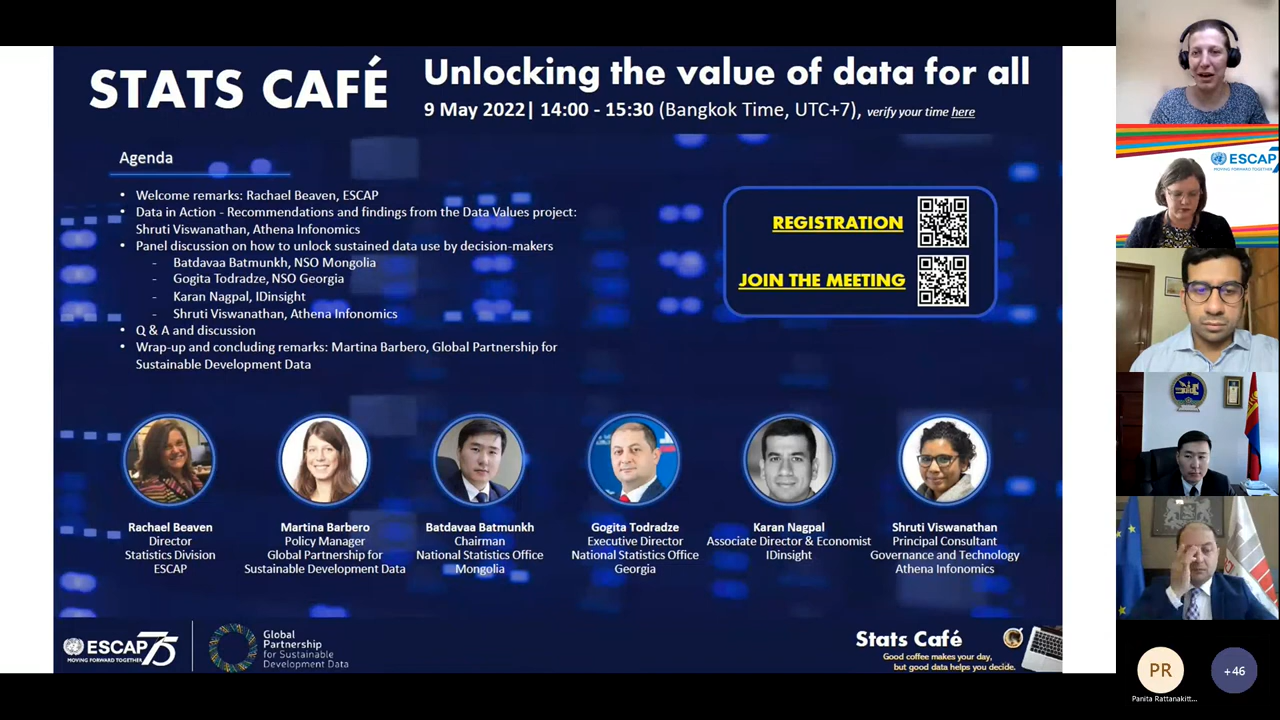 STATS CAFÉ
Unlocking the value of data for all
9 May 2022| 14:00 - 15:30 (Bangkok Time, UTC+7), verify your time here
Agenda
• Welcome remarks: Rachael Beaven, ESCAP
• Data in Action - Recommendations and findings from the Data Values project:
Shruti Viswanathan, Athena Infonomics
• Panel discussion on how to unlock sustained data use by decision-makers
- Batdavaa Batmunkh, NSO Mongolia
- Gogita Todradze, NSO Georgia
- Karan Nagpal, IDinsight
- Shruti Viswanathan, Athena Infonomics
• Q & A and discussion
• Wrap-up and concluding remarks: Martina Barbero, Global Partnership for
Sustainable Development Data
REGISTRATION
JOIN THE MEETING
Rachael Beaven
Director
Statistics Division
ESCAP
Martina Barbero
Policy Manager
Global Partnership for
Sustainable Development Data
Batdavaa Batmunkh
Chairman
National Statistics Office
Mongolia
Gogita Todradze
Executive Director
National Statistics Office
Georgia
Karan Nagpal
Associate Director & Economist
IDinsight
Shruti Viswanathan
Principal Consultant
Governance and Technology
Athena Infonomics
ESCAP 75
MOVING FORWARD TOGETHER
Global
Partnership
for Sustainable
Development Data
Stats Café
Good coffee makes your day,
but good data helps you decide.
ESCAP 7
MOVING FORWARD TOGETHER
PR
Panita Rattanakitt...
+46